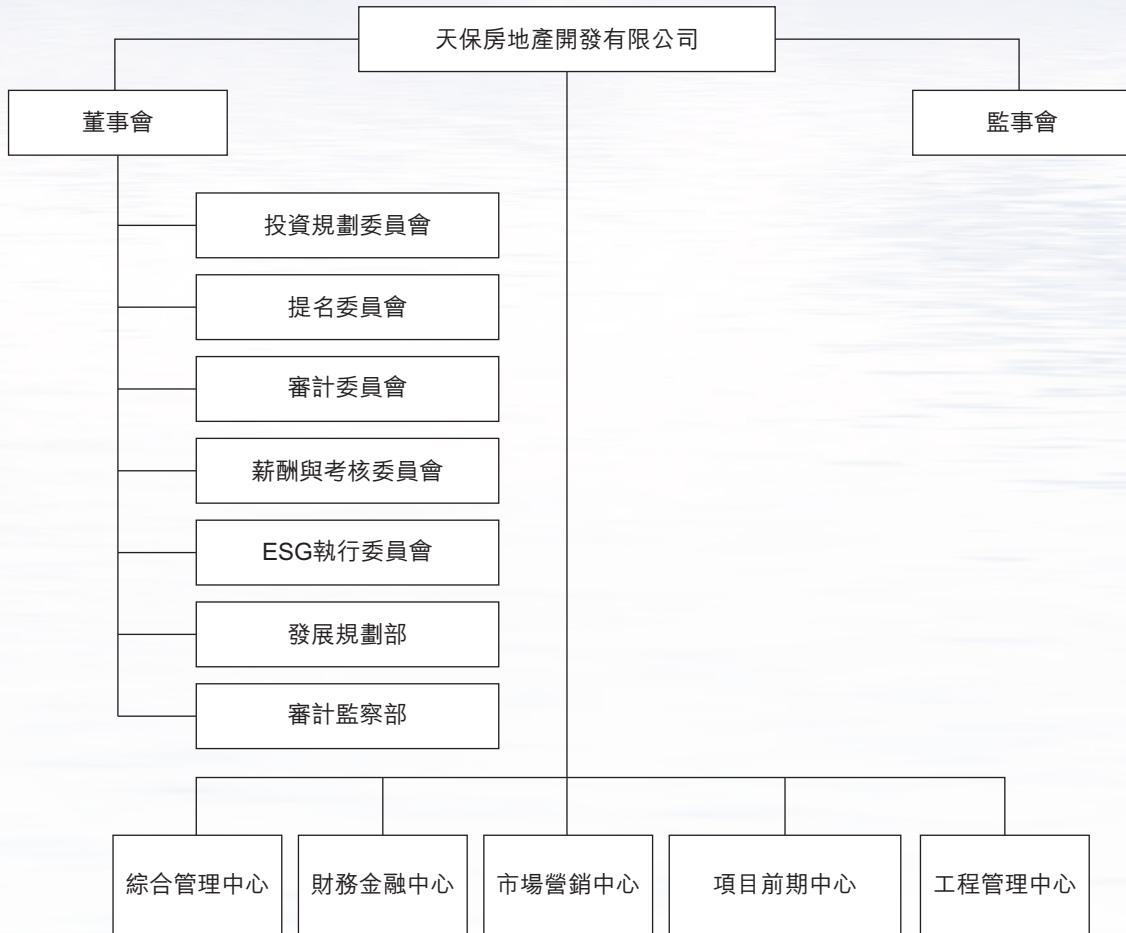 天保房地產開發有限公司
董事會
監事會
投資規劃委員會
提名委員會
審計委員會
薪酬與考核委員會
ESG執行委員會
發展規劃部
審計監察部
綜合管理中心
財務金融中心
市場營銷中心
項目前期中心
工程管理中心